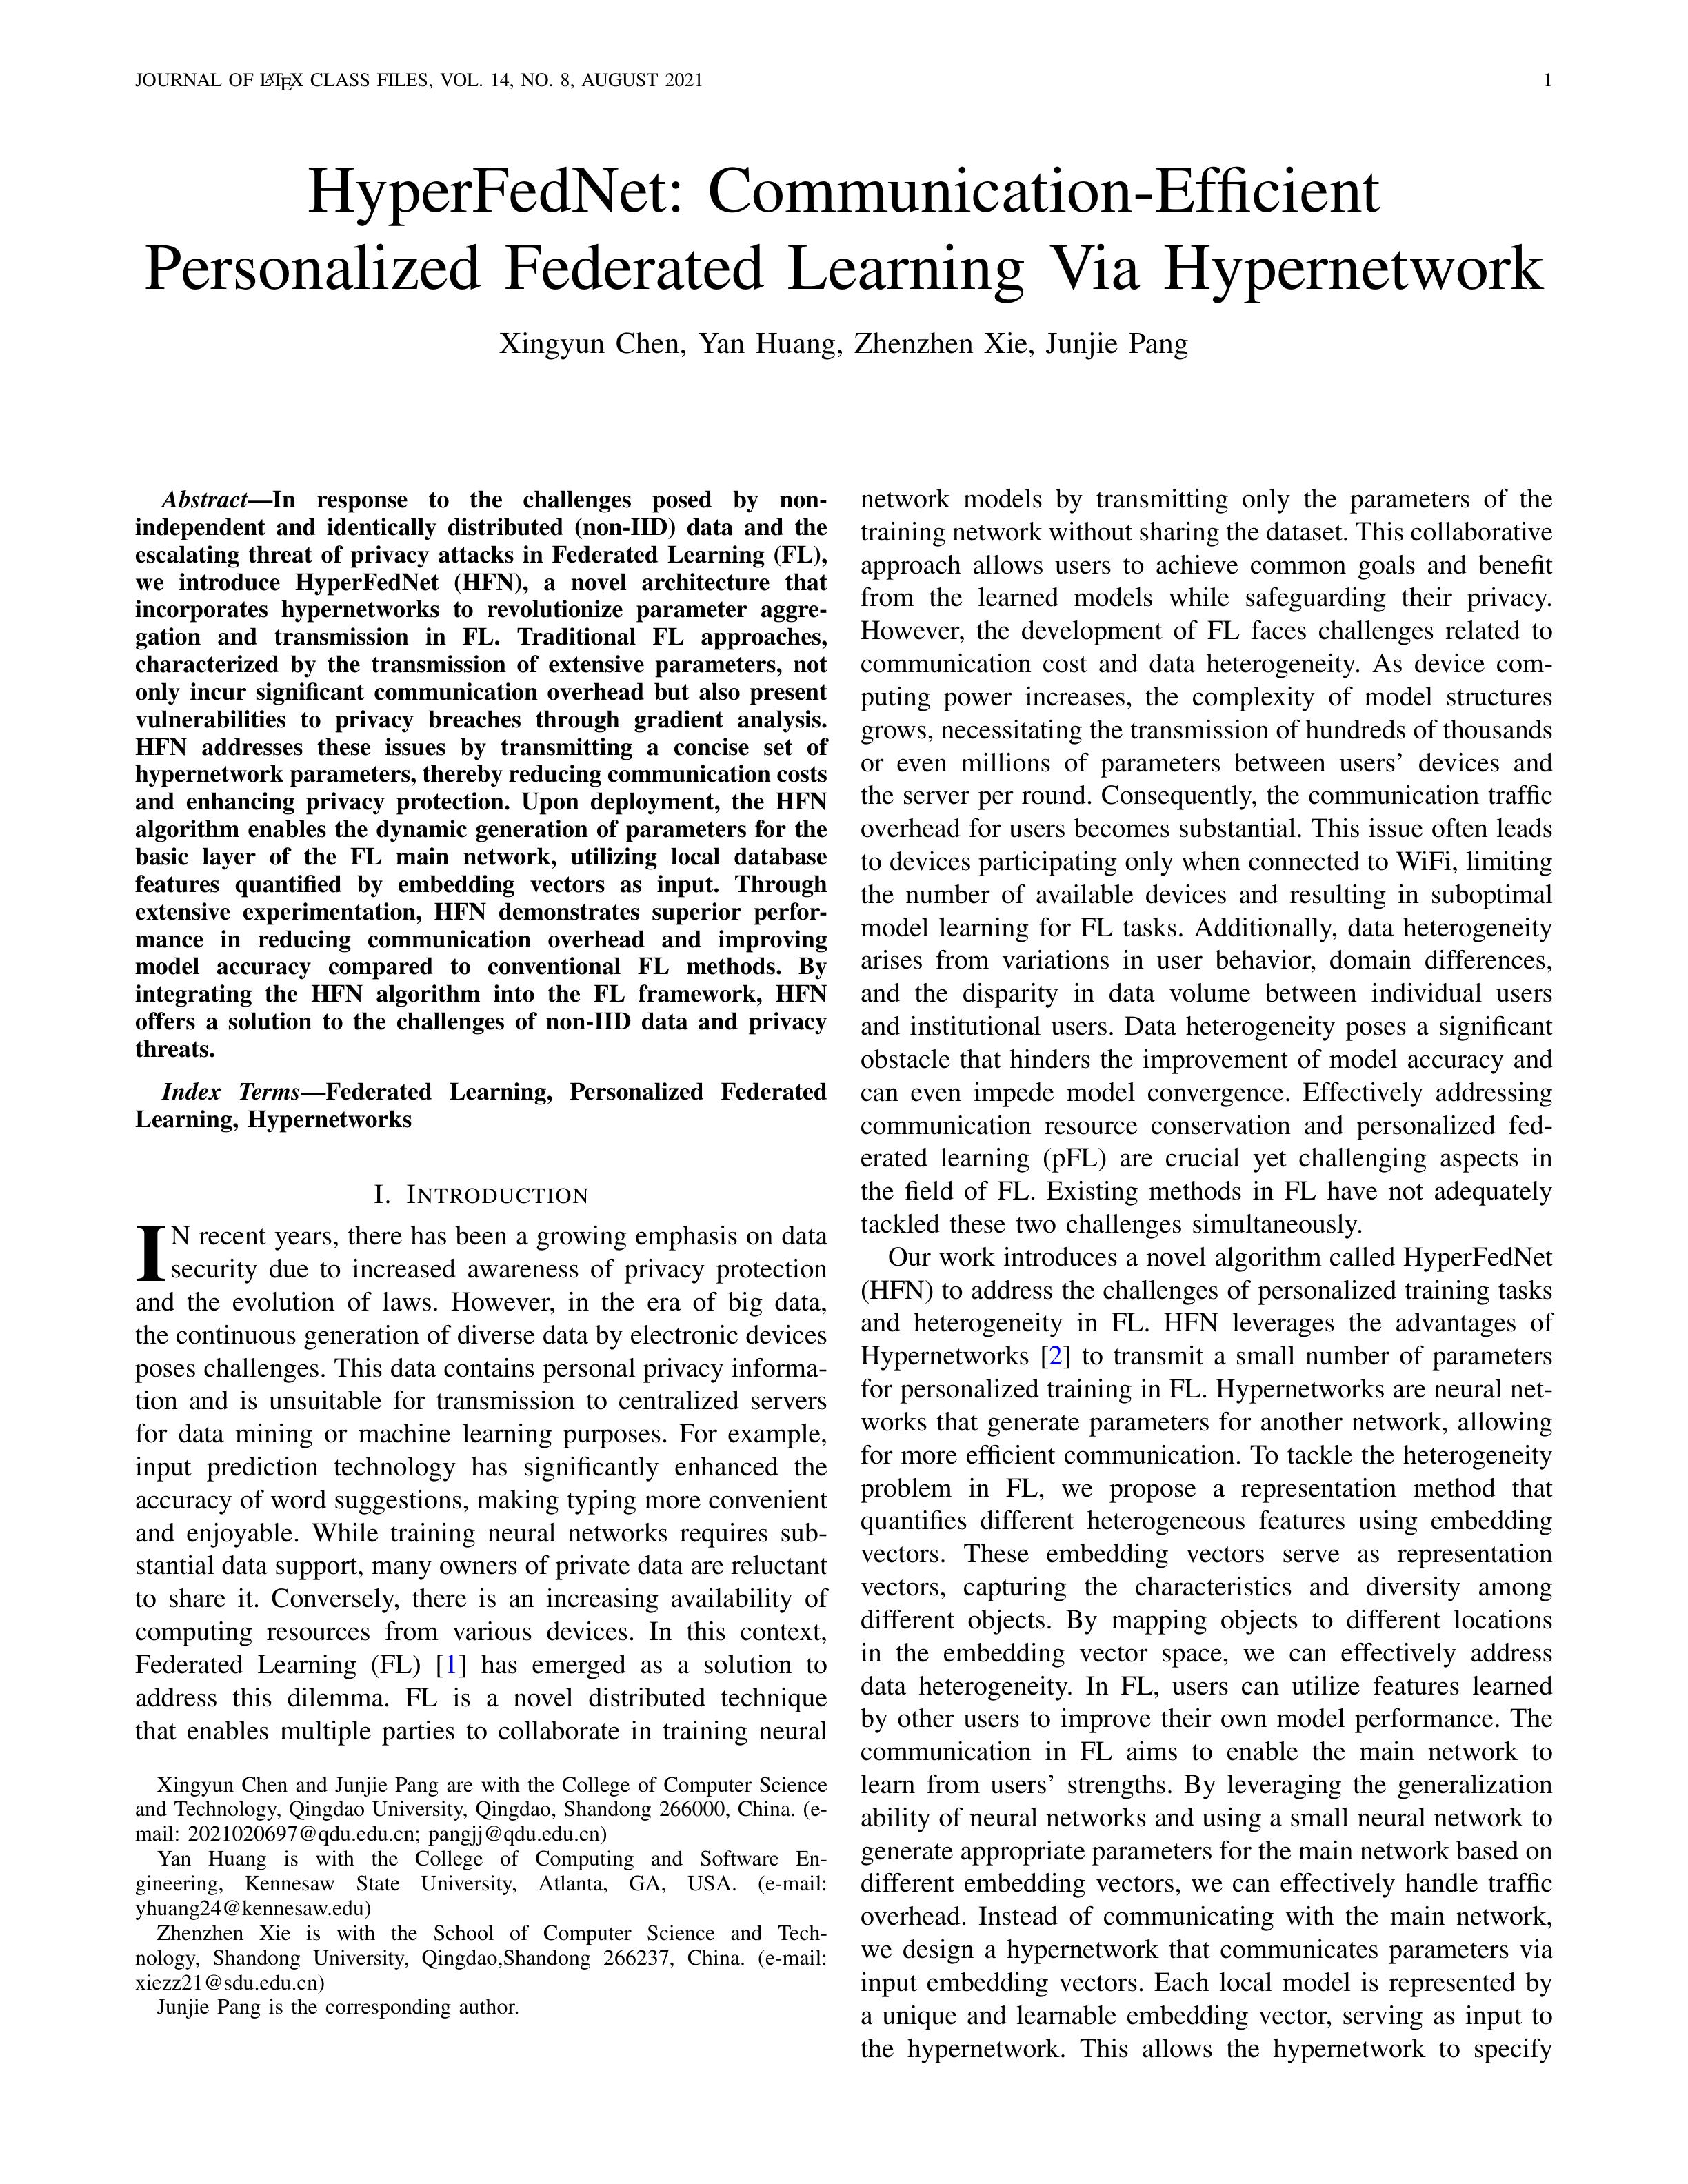 JOURNAL OF LATEX CLASS FILES, VOL. 14, NO. 8, AUGUST 2021
1
HyperFedNet: Communication-Efficient
Personalized Federated Learning Via Hypernetwork
Xingyun Chen, Yan Huang, Zhenzhen Xie, Junjie Pang
Abstract—In response to the challenges posed by non-
independent and identically distributed (non-IID) data and the
escalating threat of privacy attacks in Federated Learning (FL),
we introduce HyperFedNet (HFN), a novel architecture that
incorporates hypernetworks to revolutionize parameter aggre-
gation and transmission in FL. Traditional FL approaches,
characterized by the transmission of extensive parameters, not
only incur significant communication overhead but also present
vulnerabilities to privacy breaches through gradient analysis.
HFN addresses these issues by transmitting a concise set of
hypernetwork parameters, thereby reducing communication costs
and enhancing privacy protection. Upon deployment, the HFN
algorithm enables the dynamic generation of parameters for the
basic layer of the FL main network, utilizing local database
features quantified by embedding vectors as input. Through
extensive experimentation, HFN demonstrates superior perfor-
mance in reducing communication overhead and improving
model accuracy compared to conventional FL methods. By
integrating the HFN algorithm into the FL framework, HFN
offers a solution to the challenges of non-IID data and privacy
threats.
Index Terms—Federated Learning, Personalized Federated
Learning, Hypernetworks
I. INTRODUCTION
IN recent years, there has been a growing emphasis on data
security due to increased awareness of privacy protection
and the evolution of laws. However, in the era of big data,
the continuous generation of diverse data by electronic devices
poses challenges. This data contains personal privacy informa-
tion and is unsuitable for transmission to centralized servers
for data mining or machine learning purposes. For example,
input prediction technology has significantly enhanced the
accuracy of word suggestions, making typing more convenient
and enjoyable. While training neural networks requires sub-
stantial data support, many owners of private data are reluctant
to share it. Conversely, there is an increasing availability of
computing resources from various devices. In this context,
Federated Learning (FL) [1] has emerged as a solution to
address this dilemma. FL is a novel distributed technique
that enables multiple parties to collaborate in training neural
Xingyun Chen and Junjie Pang are with the College of Computer Science
and Technology, Qingdao University, Qingdao, Shandong 266000, China. (e-
mail: 2021020697@qdu.edu.cn; pangjj@qdu.edu.cn)
Yan Huang is with the College of Computing and Software En-
gineering, Kennesaw State University, Atlanta, GA, USA. (e-mail:
yhuang24@kennesaw.edu)
Zhenzhen Xie is with the School of Computer Science and Tech-
nology, Shandong University, Qingdao,Shandong 266237, China. (e-mail:
xiezz21@sdu.edu.cn)
Junjie Pang is the corresponding author.
network models by transmitting only the parameters of the
training network without sharing the dataset. This collaborative
approach allows users to achieve common goals and benefit
from the learned models while safeguarding their privacy.
However, the development of FL faces challenges related to
communication cost and data heterogeneity. As device com-
puting power increases, the complexity of model structures
grows, necessitating the transmission of hundreds of thousands
or even millions of parameters between users' devices and
the server per round. Consequently, the communication traffic
overhead for users becomes substantial. This issue often leads
to devices participating only when connected to WiFi, limiting
the number of available devices and resulting in suboptimal
model learning for FL tasks. Additionally, data heterogeneity
arises from variations in user behavior, domain differences,
and the disparity in data volume between individual users
and institutional users. Data heterogeneity poses a significant
obstacle that hinders the improvement of model accuracy and
can even impede model convergence. Effectively addressing
communication resource conservation and personalized fed-
erated learning (pFL) are crucial yet challenging aspects in
the field of FL. Existing methods in FL have not adequately
tackled these two challenges simultaneously.
Our work introduces a novel algorithm called HyperFedNet
(HFN) to address the challenges of personalized training tasks
and heterogeneity in FL. HFN leverages the advantages of
Hypernetworks [2] to transmit a small number of parameters
for personalized training in FL. Hypernetworks are neural net-
works that generate parameters for another network, allowing
for more efficient communication. To tackle the heterogeneity
problem in FL, we propose a representation method that
quantifies different heterogeneous features using embedding
vectors. These embedding vectors serve as representation
vectors, capturing the characteristics and diversity among
different objects. By mapping objects to different locations
in the embedding vector space, we can effectively address
data heterogeneity. In FL, users can utilize features learned
by other users to improve their own model performance. The
communication in FL aims to enable the main network to
learn from users' strengths. By leveraging the generalization
ability of neural networks and using a small neural network to
generate appropriate parameters for the main network based on
different embedding vectors, we can effectively handle traffic
overhead. Instead of communicating with the main network,
we design a hypernetwork that communicates parameters via
input embedding vectors. Each local model is represented by
a unique and learnable embedding vector, serving as input to
the hypernetwork. This allows the hypernetwork to specify